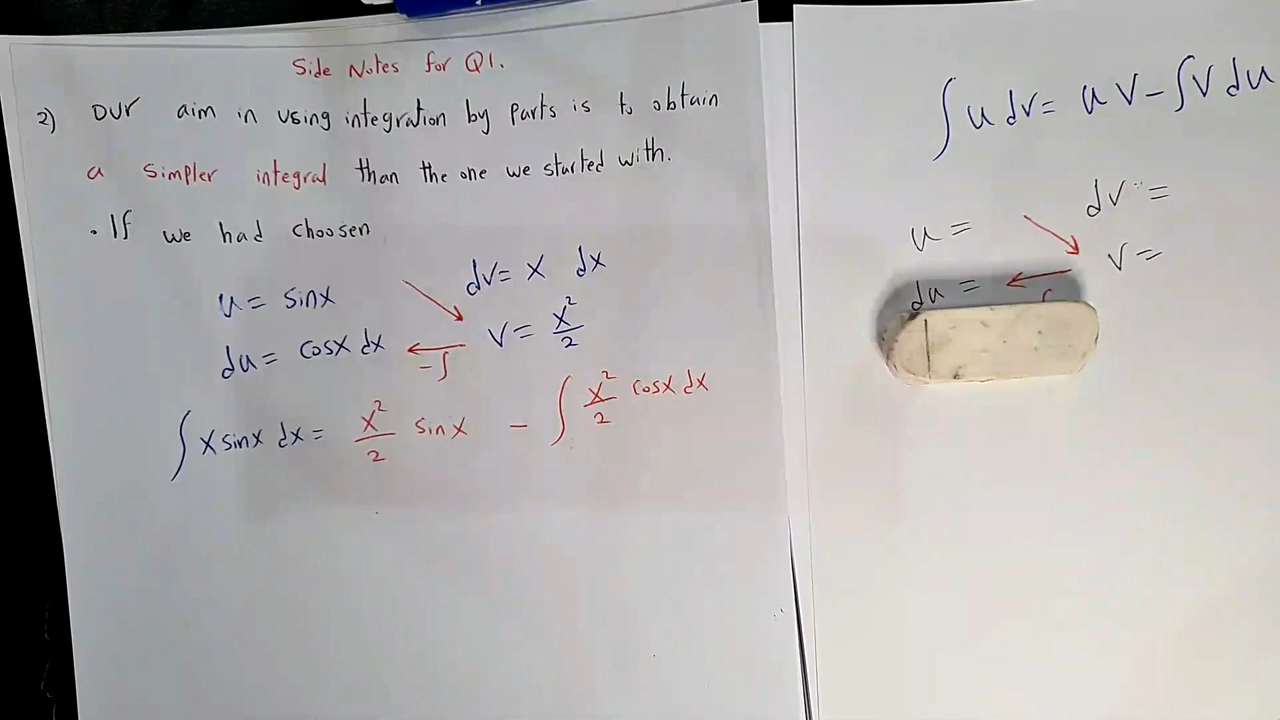 Side Notes for Q1.
2) Our aim in using integration by Parts is to obtain
a simpler integral than the one we started with.
. If we had choosen
u = sinx dv = x dx
du = cosx dx -∫ v = x²/2
∫ x sinx dx = x²/2 sinx - ∫ x²/2 cosx dx
∫ u dv = u v - ∫ v du
u = dv =
du = v =